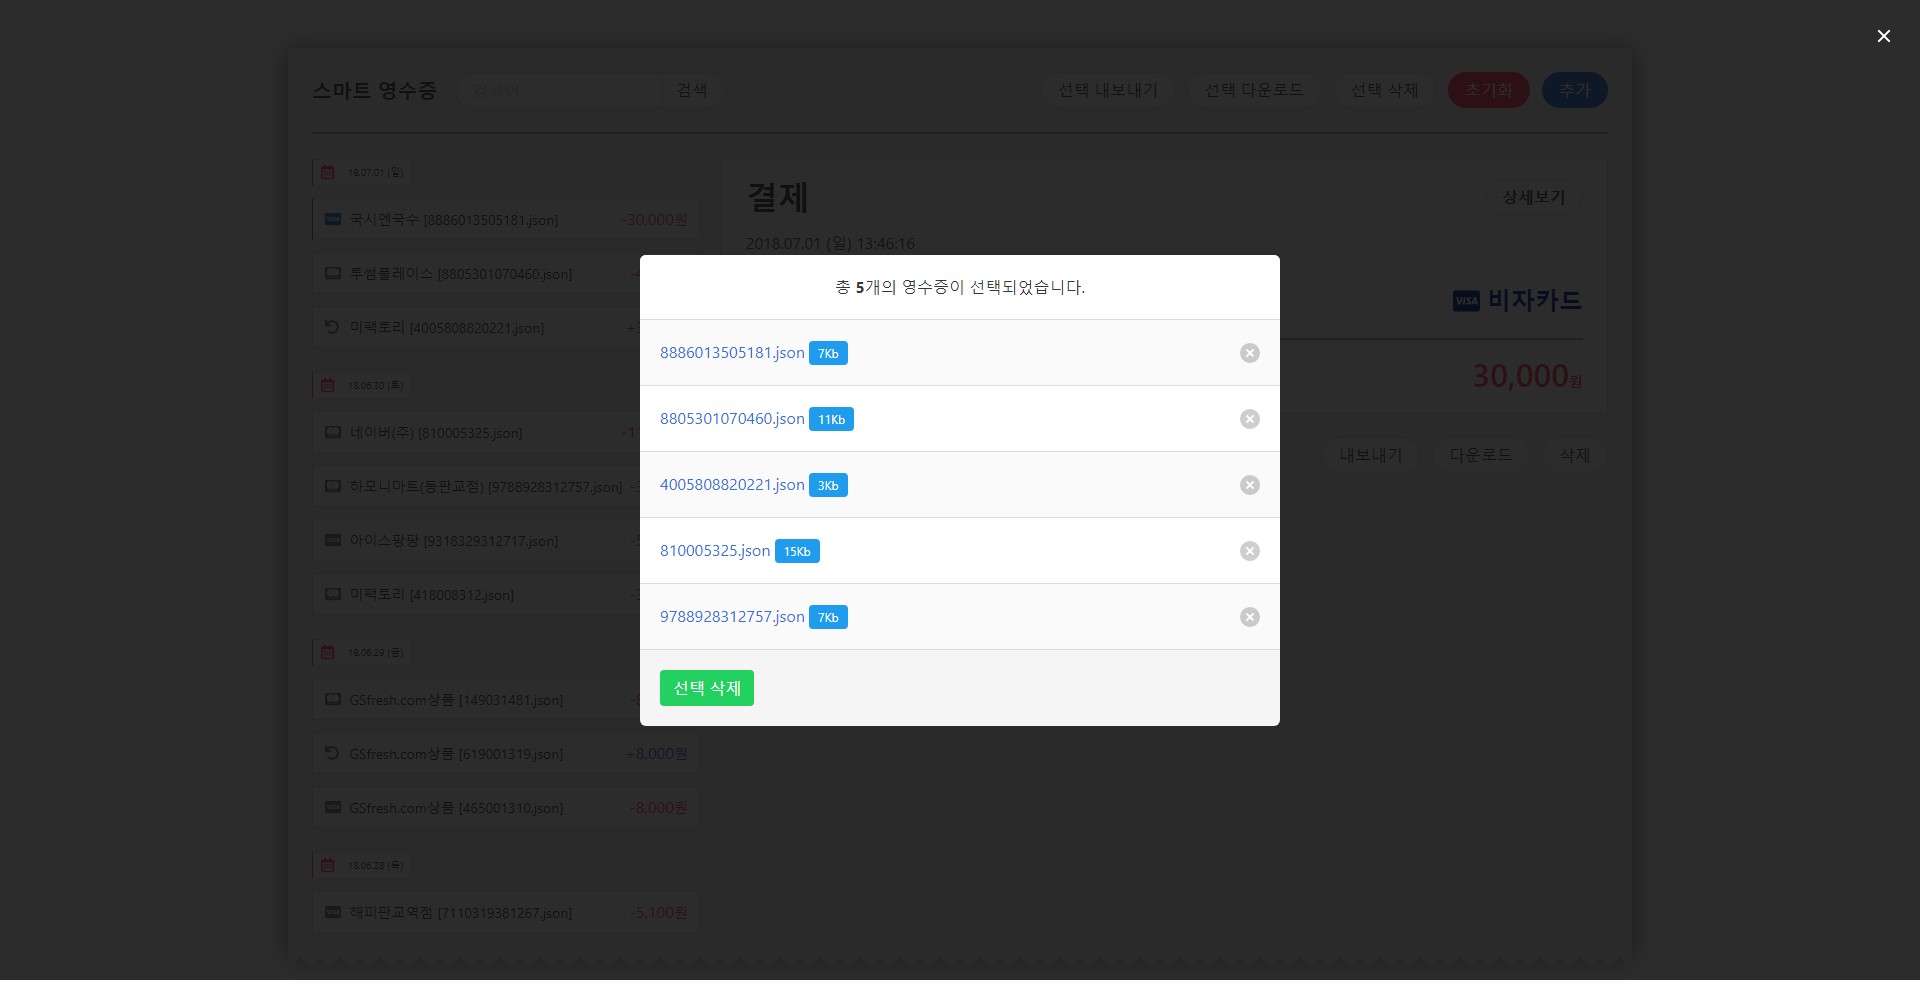 스마트 영수증 검색어 검색 선택 내보내기 선택 다운로드 선택 삭제 초기화 추가
18.07.01 (일)
국시엔국수 [8886013505181.json] -30,000원
투썸플레이스 [8805301070460.json]
미팩토리 [4005808820221.json]
18.06.30 (토)
네이버(주) [810005325.json]
하모니마트(동판교점) [9788928312757.json]
아이스팡팡 [9318329312717.json]
미팩토리 [418008312.json]
18.06.29 (금)
GSfresh.com상품 [149031481.json]
GSfresh.com상품 [619001319.json] +8,000원
GSfresh.com상품 [465001310.json] -8,000원
18.06.28 (목)
해피판교역점 [7110319381267.json] -5,100원
결제 상세보기
2018.07.01 (일) 13:46:16
VISA 비자카드
30,000원
내보내기 다운로드 삭제
총 5개의 영수증이 선택되었습니다.
8886013505181.json 7Kb
8805301070460.json 11Kb
4005808820221.json 3Kb
810005325.json 15Kb
9788928312757.json 7Kb
선택 삭제